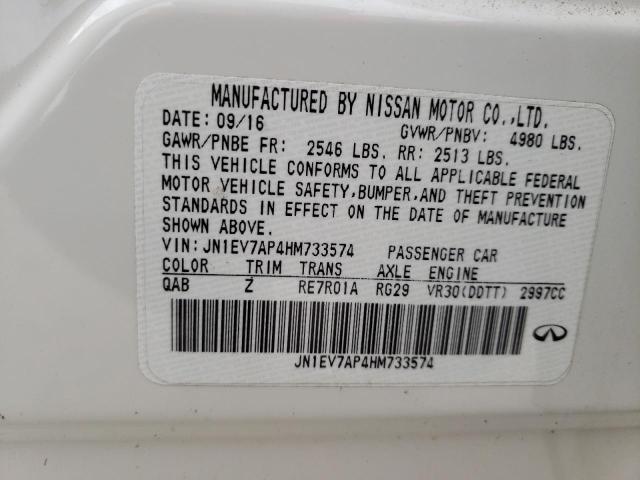 MANUFACTURED BY NISSAN MOTOR CO.,LTD.
DATE: 09/16 GVWR/PNBV: 4980 LBS.
GAWR/PNBE FR: 2546 LBS. RR: 2513 LBS.
THIS VEHICLE CONFORMS TO ALL APPLICABLE FEDERAL
MOTOR VEHICLE SAFETY,BUMPER,AND THEFT PREVENTION
STANDARDS IN EFFECT ON THE DATE OF MANUFACTURE
SHOWN ABOVE.
VIN: JN1EV7AP4HM733574 PASSENGER CAR
COLOR TRIM TRANS AXLE ENGINE
QAB Z RE7R01A RG29 VR30(DDTT) 2997CC
JN1EV7AP4HM733574